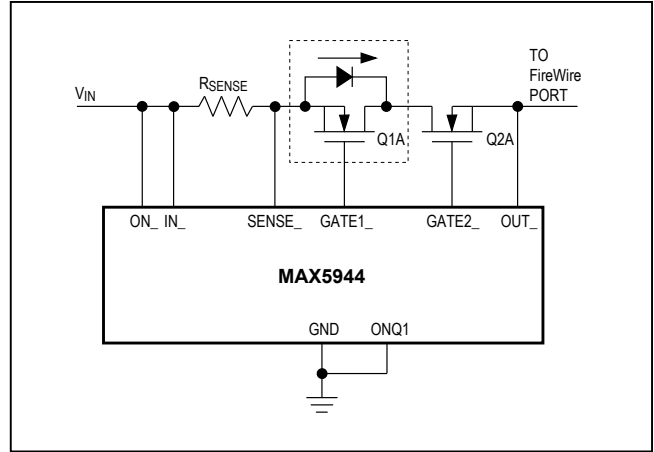 TO
FireWire
PORT
VIN
RSENSE
Q1A
Q2A
ON_ IN_ SENSE_ GATE1_ GATE2_ OUT_
MAX5944
GND ONQ1